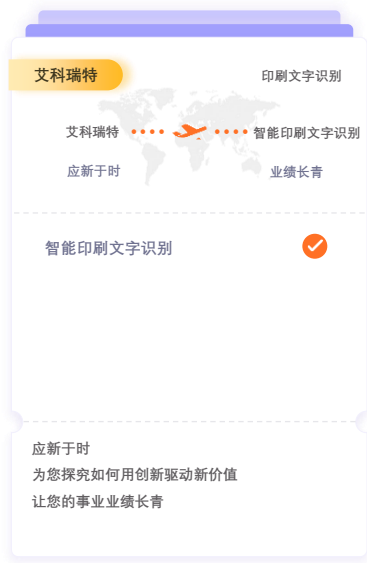 艾科瑞特
印刷文字识别
艾科瑞特
智能印刷文字识别
应新于时
业绩长青
智能印刷文字识别
应新于时
为您探究如何用创新驱动新价值
让您的事业业绩长青